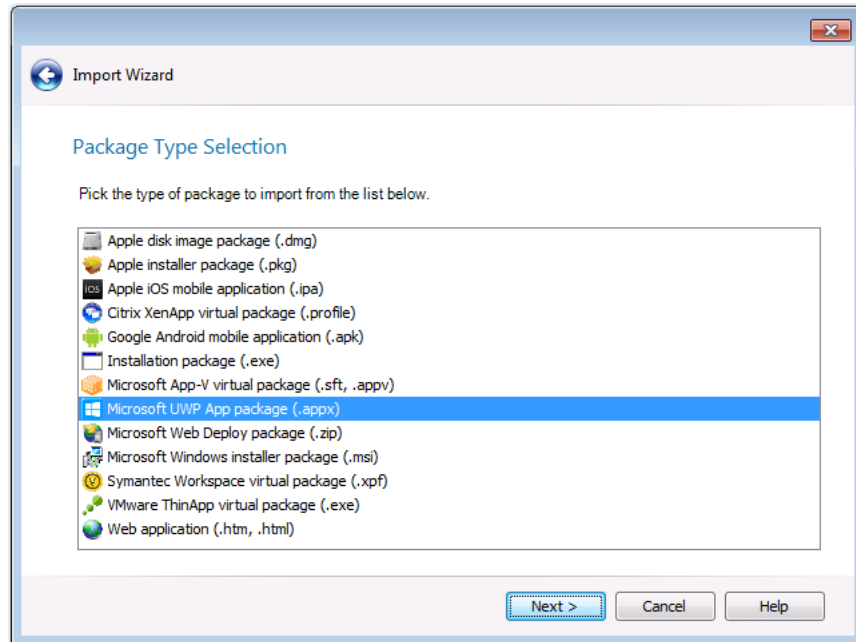 Import Wizard
Package Type Selection
Pick the type of package to import from the list below.
Apple disk image package (.dmg)
Apple installer package (.pkg)
iOS Apple iOS mobile application (.ipa)
Citrix XenApp virtual package (.profile)
Google Android mobile application (.apk)
Installation package (.exe)
Microsoft App-V virtual package (.sft, .appv)
Microsoft UWP App package (.appx)
Microsoft Web Deploy package (.zip)
Microsoft Windows installer package (.msi)
Symantec Workspace virtual package (.xpf)
VMware ThinApp virtual package (.exe)
Web application (.htm, .html)
Next > Cancel Help